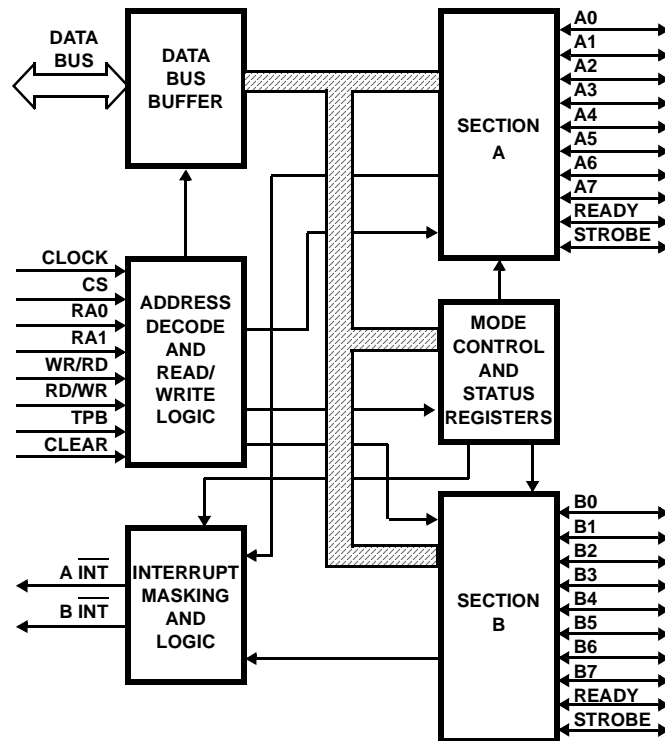 DATA
BUS
DATA
BUS
BUFFER
SECTION
A
A0
A1
A2
A3
A4
A5
A6
A7
READY
STROBE
CLOCK
CS
RA0
RA1
WR/RD
RD/WR
TPB
CLEAR
ADDRESS
DECODE
AND
READ/
WRITE
LOGIC
MODE
CONTROL
AND
STATUS
REGISTERS
A INT
B INT
INTERRUPT
MASKING
AND
LOGIC
SECTION
B
B0
B1
B2
B3
B4
B5
B6
B7
READY
STROBE